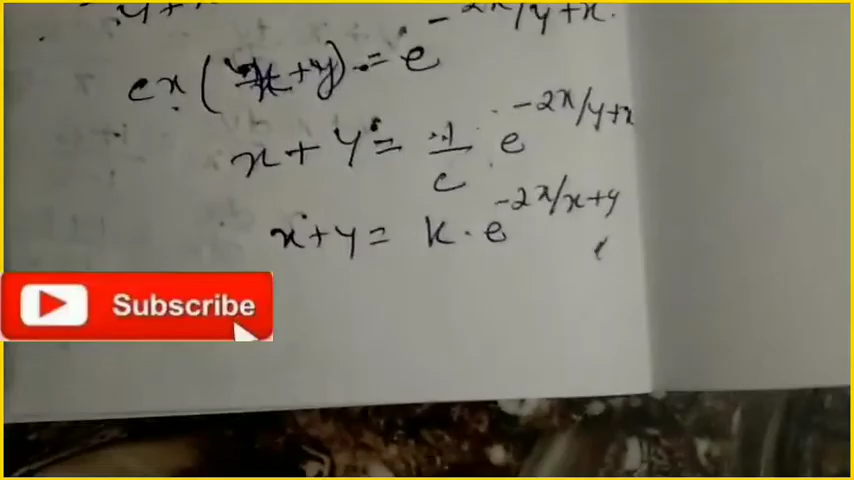 y + x
- 2x/y+x.
cx ( x+y) = e
x + y = 1/c e^-2x/y+x
x+y = k. e^-2x/x+y
Subscribe